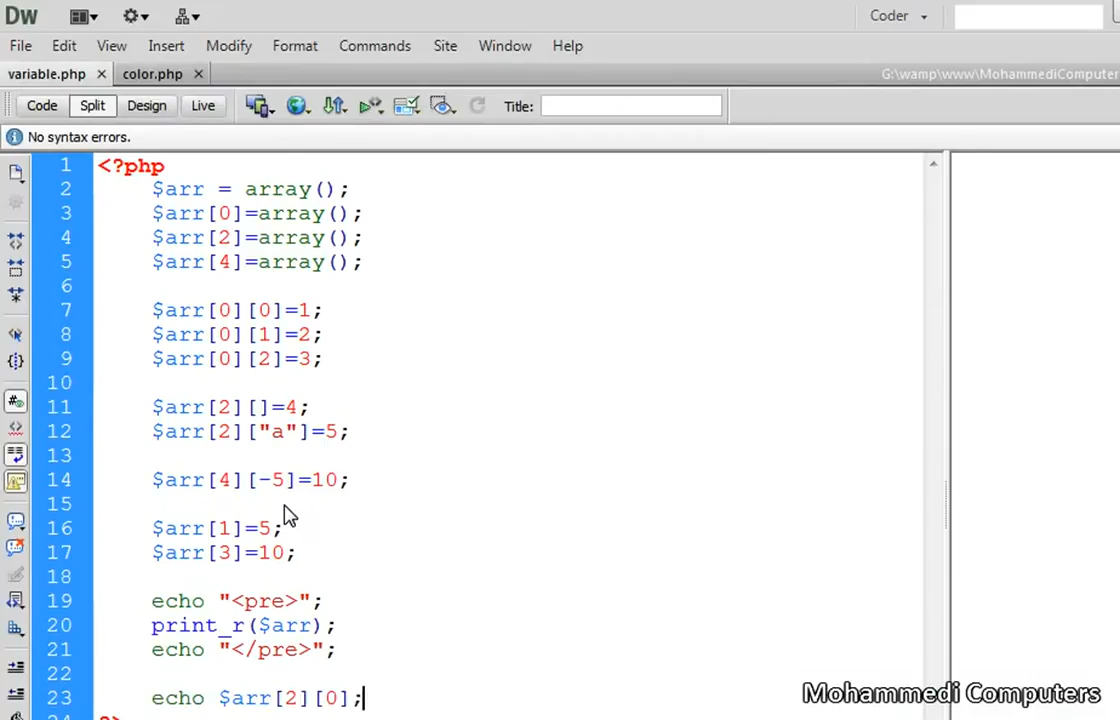 Dw
Coder
File Edit View Insert Modify Format Commands Site Window Help
variable.php × color.php ×
G:\wamp\www\MohammediComputer
Code Split Design Live Title:
No syntax errors.
1 <?php
2 $arr = array();
3 $arr[0]=array();
4 $arr[2]=array();
5 $arr[4]=array();
6
7 $arr[0][0]=1;
8 $arr[0][1]=2;
9 $arr[0][2]=3;
10
11 $arr[2][]=4;
12 $arr[2]["a"]=5;
13
14 $arr[4][-5]=10;
15
16 $arr[1]=5;
17 $arr[3]=10;
18
19 echo "<pre>";
20 print_r($arr);
21 echo "</pre>";
22
23 echo $arr[2][0];
24 ?>
Mohammedi Computers